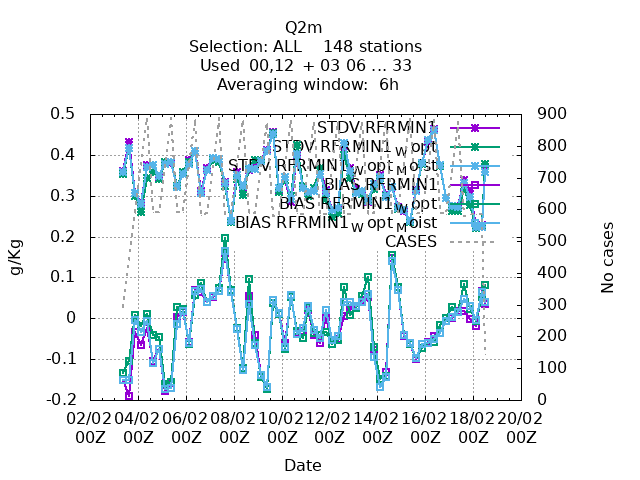 Q2m
Selection: ALL 148 stations
Used 00,12 + 03 06 ... 33
Averaging window: 6h
0.5
0.4
0.3
0.2
0.1
0
-0.1
-0.2
g/Kg
900
800
700
600
500
400
300
200
100
0
No cases
STDV RFRMIN1
STDV RFRMIN1_W opt
STDV RFRMIN1_W opt_M oist
BIAS RFRMIN1
BIAS RFRMIN1_W opt
BIAS RFRMIN1_W opt_M oist
CASES
02/02 04/02 06/02 08/02 10/02 12/02 14/02 16/02 18/02 20/02
00Z 00Z 00Z 00Z 00Z 00Z 00Z 00Z 00Z 00Z
Date